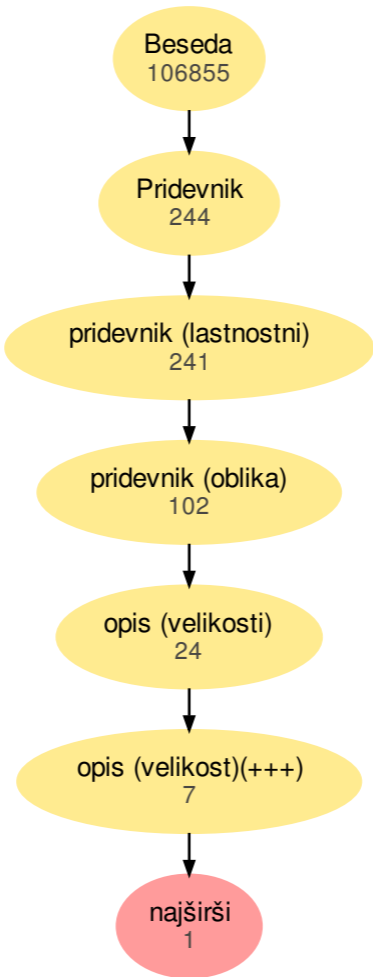 Beseda
106855
Pridevnik
244
pridevnik (lastnostni)
241
pridevnik (oblika)
102
opis (velikosti)
24
opis (velikost)(+++)
7
najširši
1